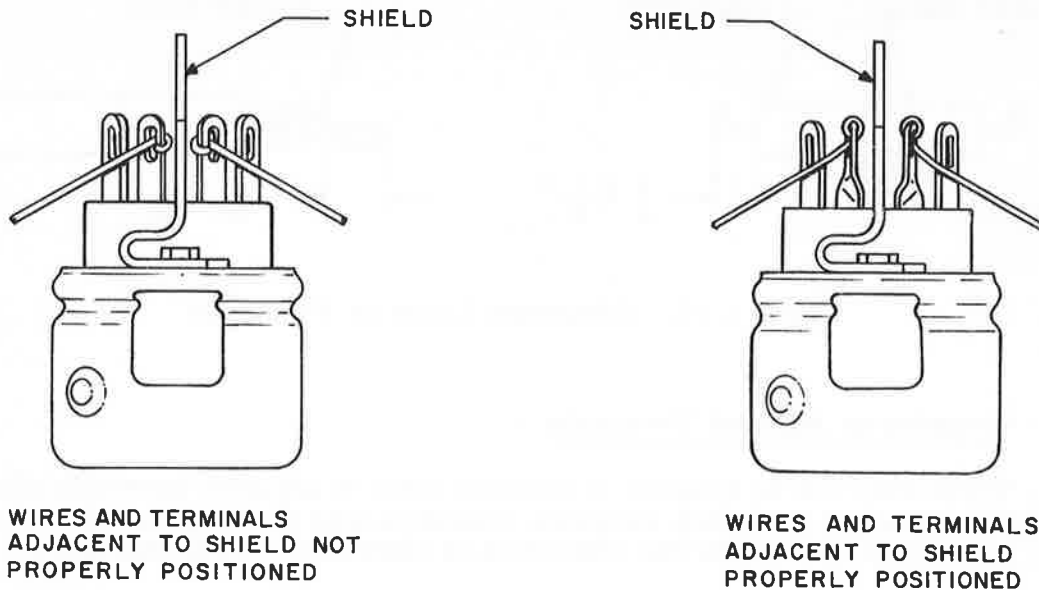 SHIELD
SHIELD
WIRES AND TERMINALS
ADJACENT TO SHIELD NOT
PROPERLY POSITIONED
WIRES AND TERMINALS
ADJACENT TO SHIELD
PROPERLY POSITIONED